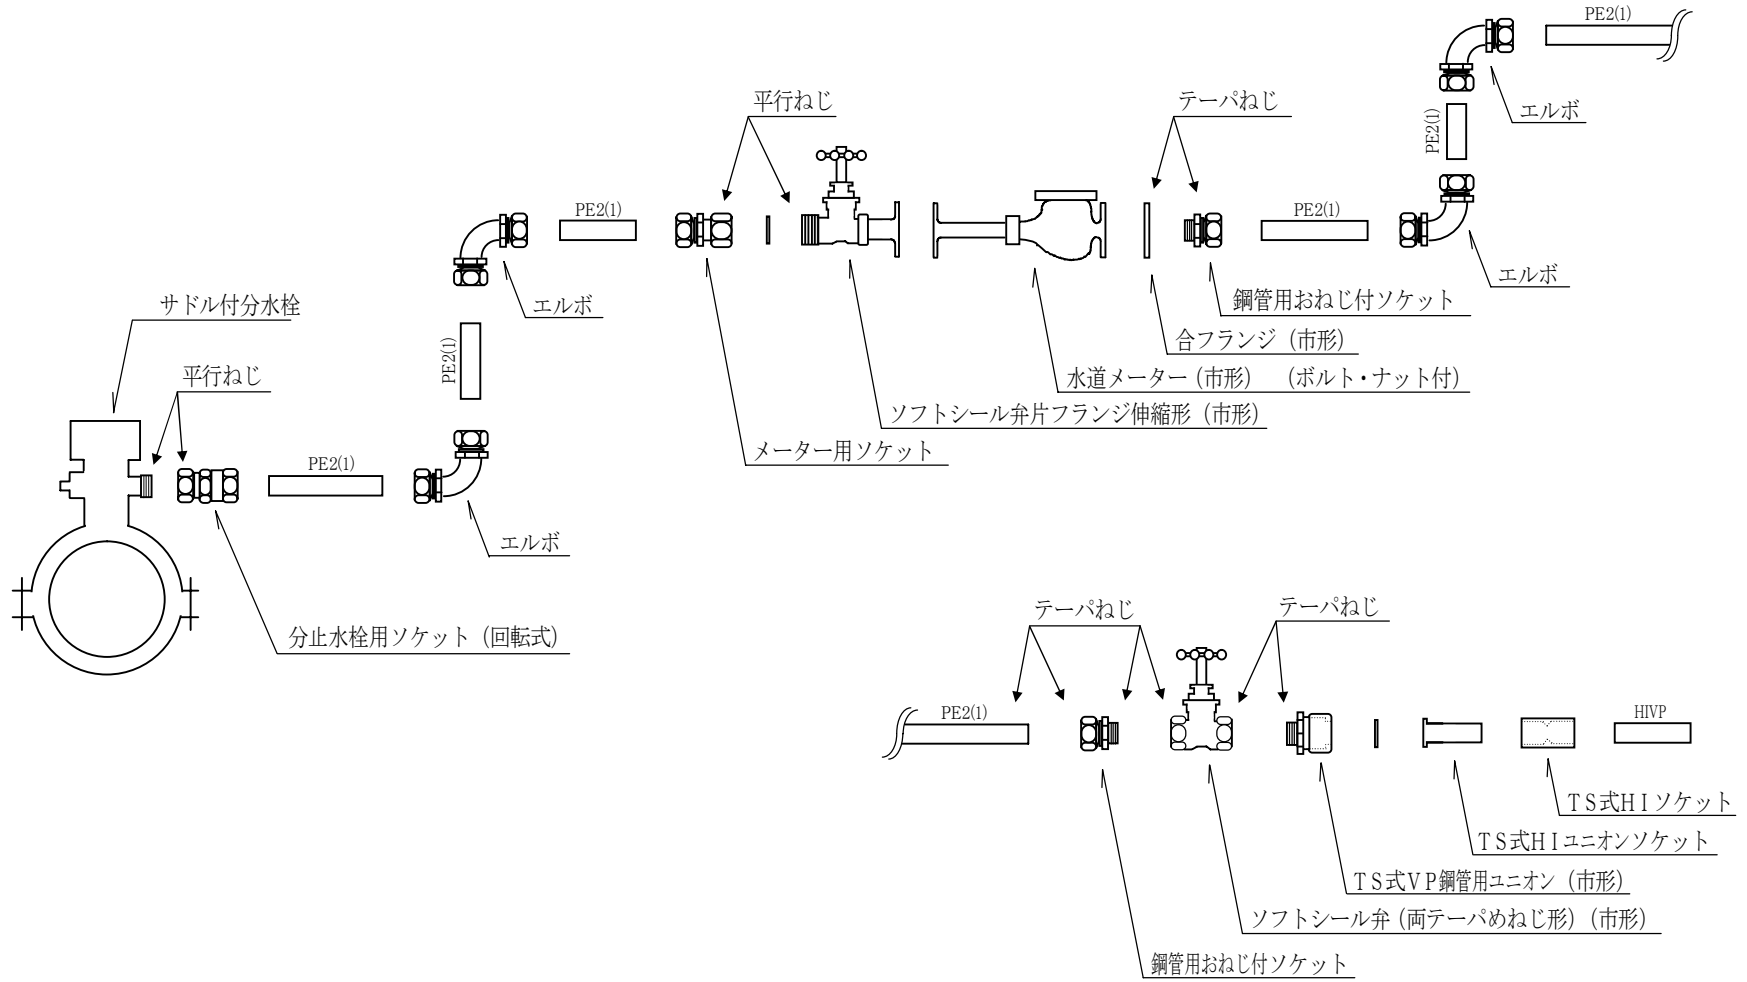 PE2(1)
エルボ
平行ねじ
テーパねじ
PE2(1)
PE2(1)
PE2(1)
エルボ
エルボ
鋼管用おねじ付ソケット
サドル付分水栓
合フランジ（市形）
PE2(1)
平行ねじ
水道メーター（市形）　（ボルト・ナット付）
ソフトシール弁片フランジ伸縮形（市形）
メーター用ソケット
PE2(1)
エルボ
分止水栓用ソケット（回転式）
テーパねじ
テーパねじ
PE2(1)
HIVP
ＴＳ式ＨＩソケット
ＴＳ式ＨＩユニオンソケット
ＴＳ式ＶＰ鋼管用ユニオン（市形）
ソフトシール弁（両テーパめねじ形）（市形）
鋼管用おねじ付ソケット